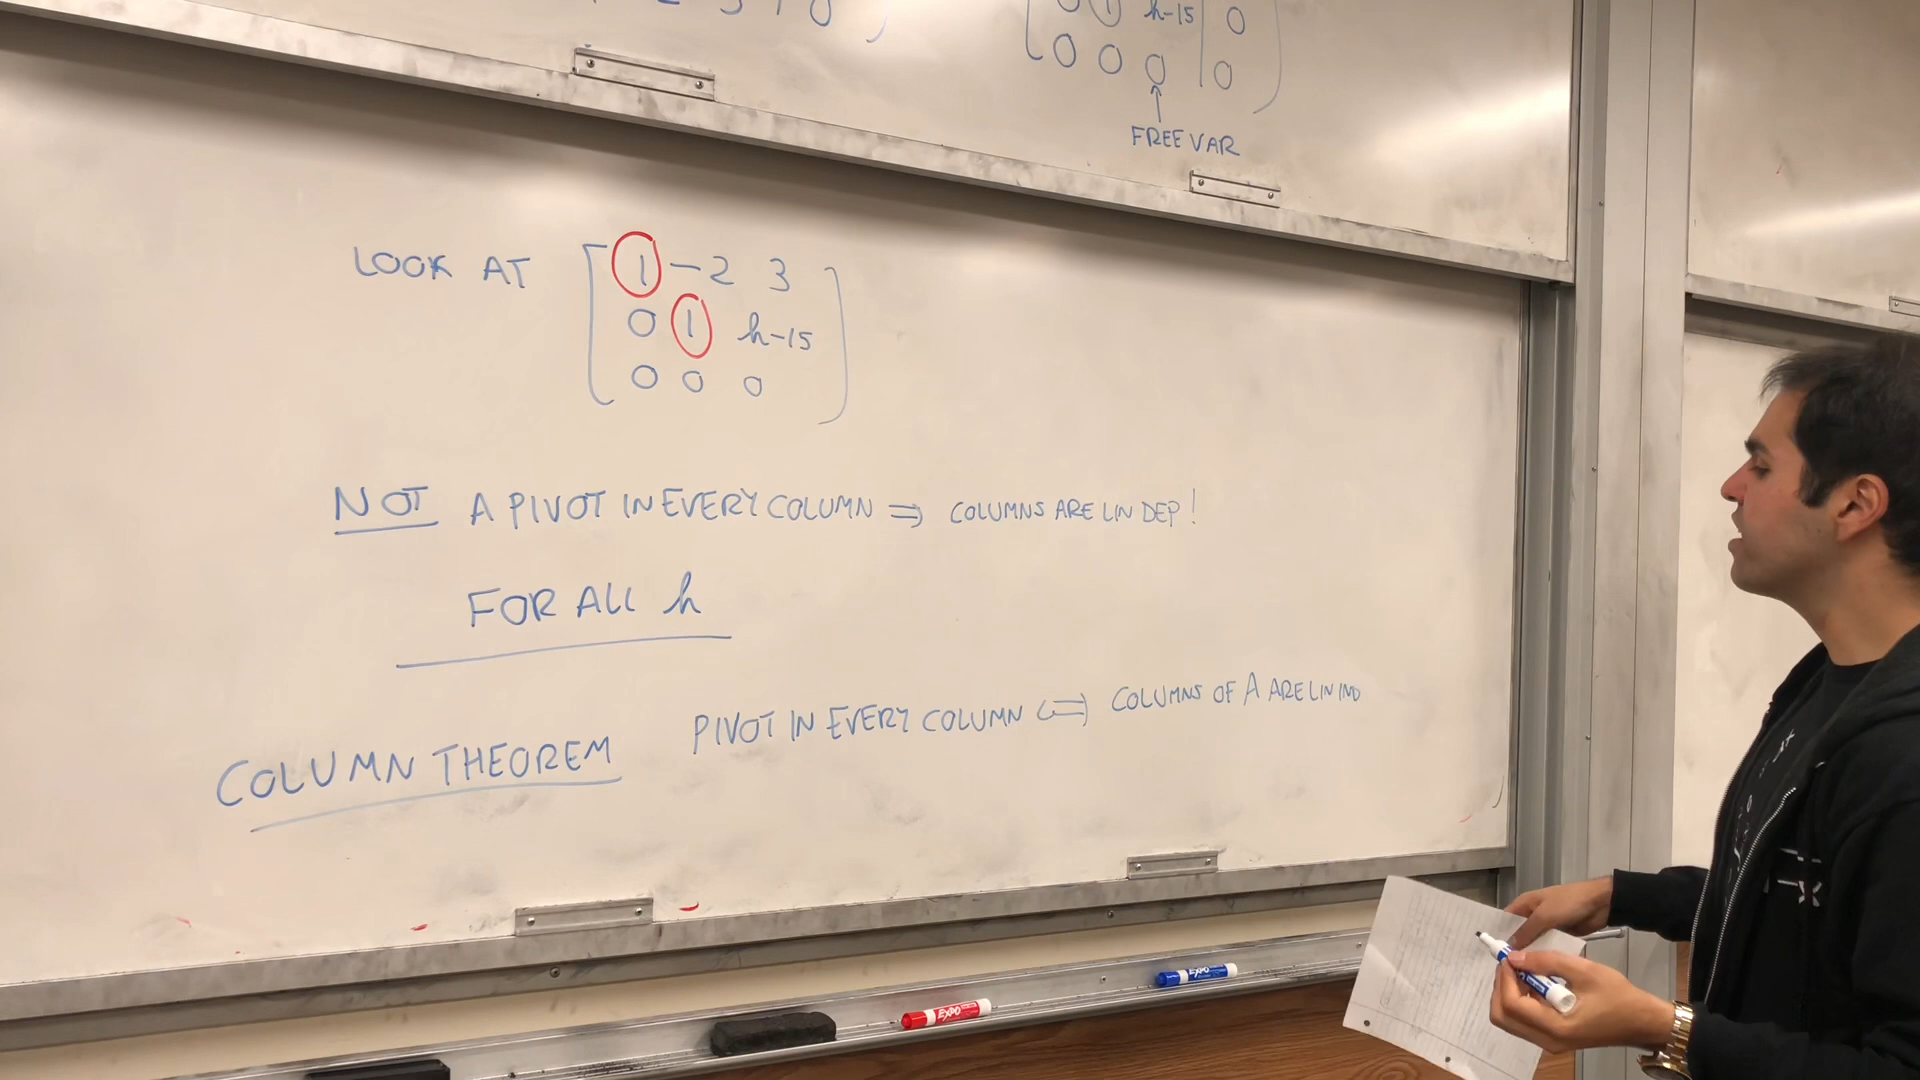 h-15 0
0 0 0 0
FREE VAR
LOOK AT 1 -2 3
0 1 h-15
0 0 0
NOT A PIVOT IN EVERY COLUMN ⇒ COLUMNS ARE LIN DEP!
FOR ALL h
COLUMN THEOREM PIVOT IN EVERY COLUMN ⇔ COLUMNS OF A ARE LIN IND
EXPO
EXPO